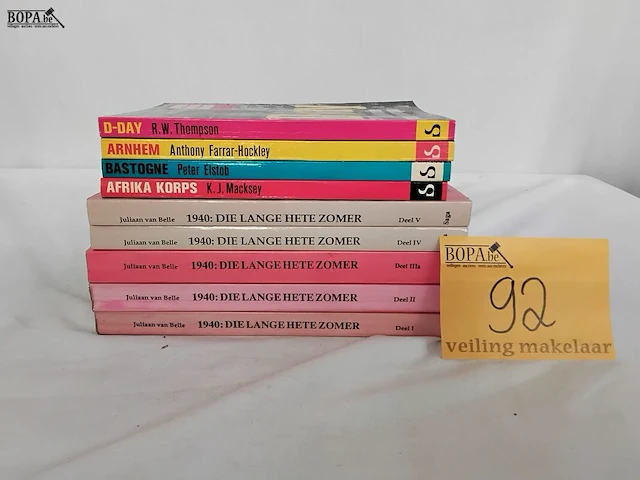 BOPA.be
D-DAY R.W. Thompson
ARNHEM Anthony Farrar-Hockley
BASTOGNE Peter Elstob
AFRIKA KORPS K.J. Macksey
Juliaan van Belle 1940: DIE LANGE HETE ZOMER Deel V Saga
Juliaan van Belle 1940: DIE LANGE HETE ZOMER Deel IV
Juliaan van Belle 1940: DIE LANGE HETE ZOMER Deel IIIa
Juliaan van Belle 1940: DIE LANGE HETE ZOMER Deel II
Juliaan van Belle 1940: DIE LANGE HETE ZOMER Deel I
BOPA.be
92
veiling makelaar